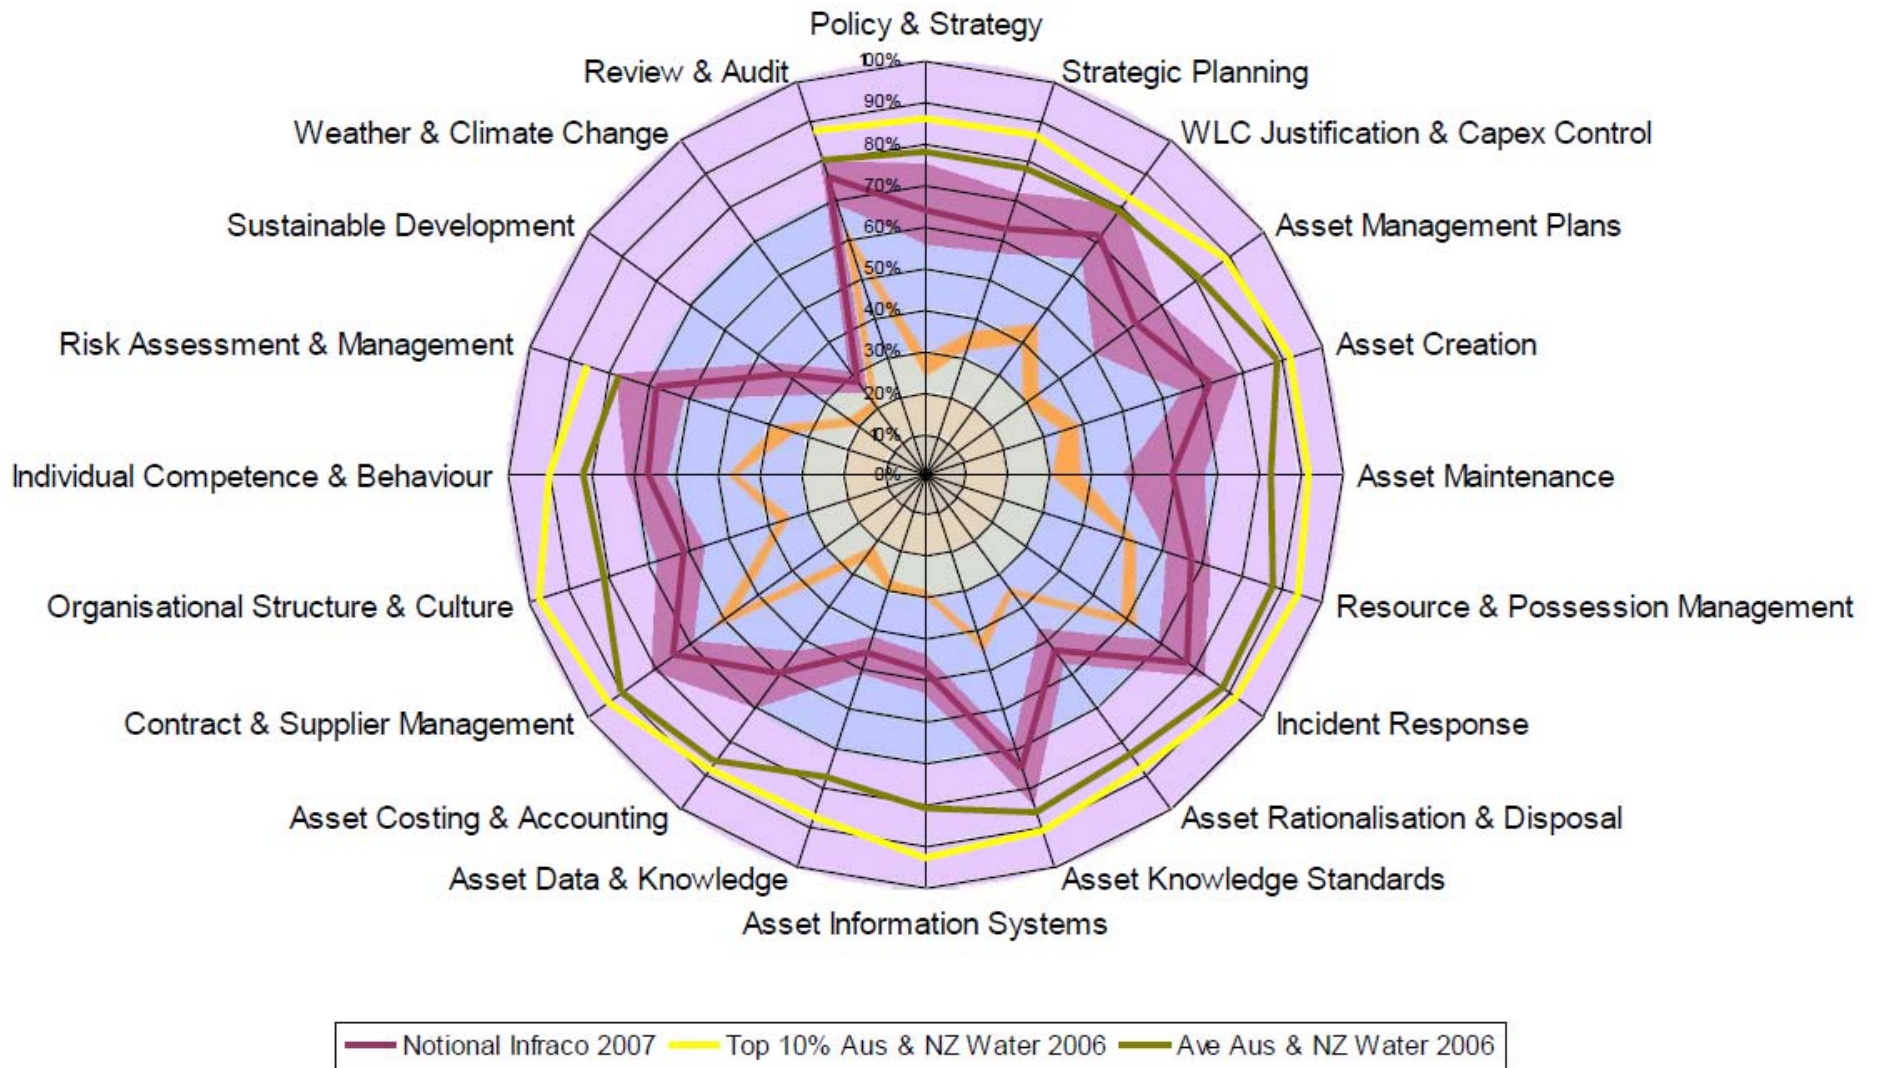 Policy & Strategy
Strategic Planning
WLC Justification & Capex Control
Asset Management Plans
Asset Creation
Asset Maintenance
Resource & Possession Management
Incident Response
Asset Rationalisation & Disposal
Asset Knowledge Standards
Asset Information Systems
Asset Data & Knowledge
Asset Costing & Accounting
Contract & Supplier Management
Organisational Structure & Culture
Individual Competence & Behaviour
Risk Assessment & Management
Sustainable Development
Weather & Climate Change
Review & Audit
100%
90%
80%
70%
60%
50%
40%
30%
20%
10%
0%
Notional Infraco 2007 Top 10% Aus & NZ Water 2006 Ave Aus & NZ Water 2006